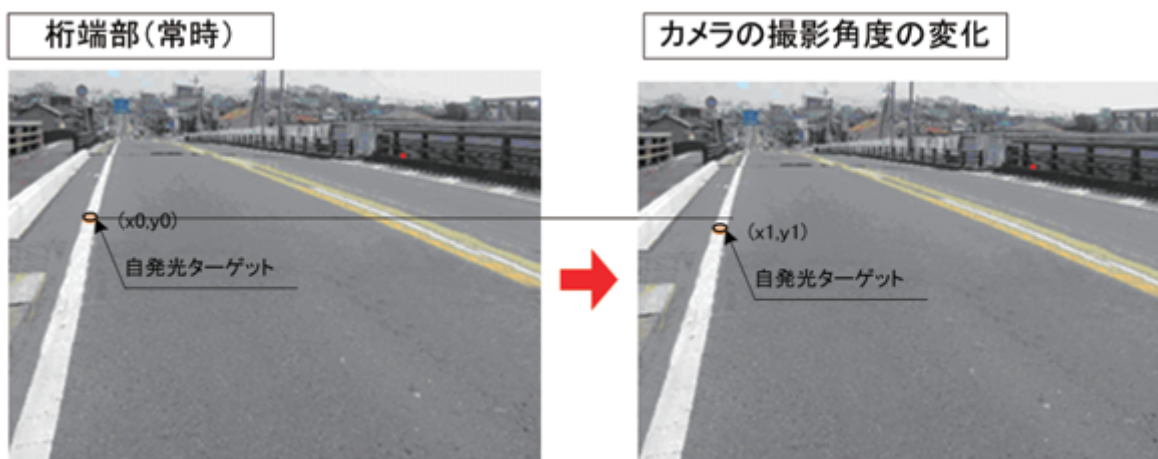 桁端部(常時)
カメラの撮影角度の変化
(x0,y0)
自発光ターゲット
(x1,y1)
自発光ターゲット